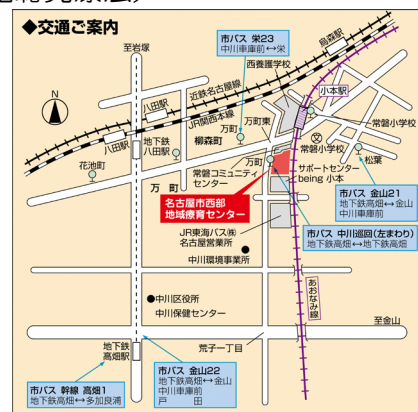 ◆交通ご案内
至岩塚
市バス 栄23
中川車庫前↔栄
烏森駅
西養護学校
近鉄名古屋線
小本駅
八田駅
JR関西本線
万町東
柳森町
万町
常磐小学校
常磐小学校
地下鉄
八田駅
八田駅
花池町
常磐コミュニティ
センター
万町
サポートセンター
being 小本
松葉
万町
市バス 金山21
地下鉄高畑↔金山
中川車庫前
名古屋市西部
地域療育センター
市バス 中川巡回(左まわり)
地下鉄高畑↔地下鉄高畑
JR東海バス㈱
名古屋営業所
中川環境事業所
あおなみ線
中川区役所
中川保健センター
至金山
荒子一丁目
地下鉄
高畑駅
市バス 幹線 高畑1
地下鉄高畑↔多加良浦
市バス 金山22
地下鉄高畑↔金山
中川車庫前
戸田
N